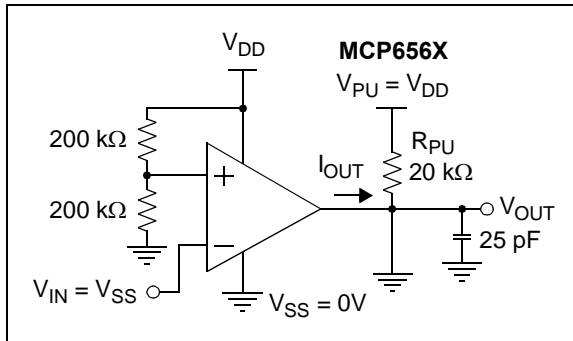 V_DD
MCP656X
V_PU = V_DD
200 kΩ
200 kΩ
+
−
I_OUT
R_PU
20 kΩ
V_OUT
25 pF
V_IN = V_SS
V_SS = 0V